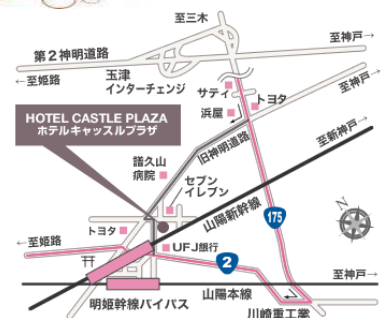 至三木
第2神明道路
至神戸→
←至姫路
玉津
インターチェンジ
サティ
トヨタ
浜屋
至神戸→
HOTEL CASTLE PLAZA
ホテルキャッスルプラザ
旧神明道路
譜久山
病院
至新神戸→
セブン
イレブン
山陽新幹線
175
N
トヨタ
←至姫路
UFJ銀行
2
至神戸→
明姫幹線バイパス
山陽本線
川崎重工業